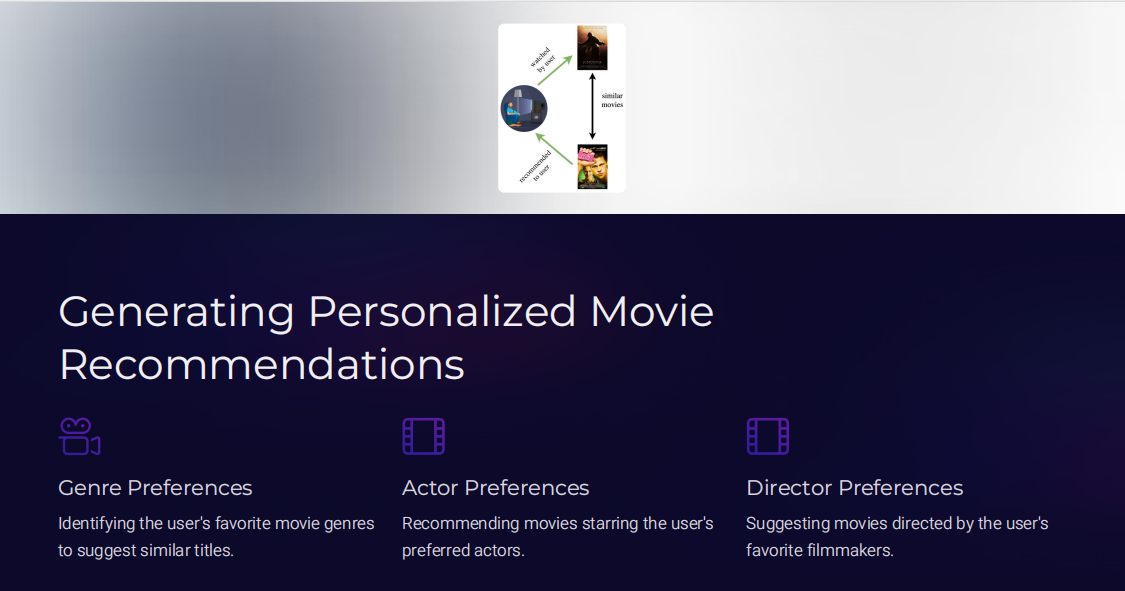 watched
by user
similar
movies
recommended
to user
Generating Personalized Movie
Recommendations
Genre Preferences
Identifying the user's favorite movie genres
to suggest similar titles.
Actor Preferences
Recommending movies starring the user's
preferred actors.
Director Preferences
Suggesting movies directed by the user's
favorite filmmakers.